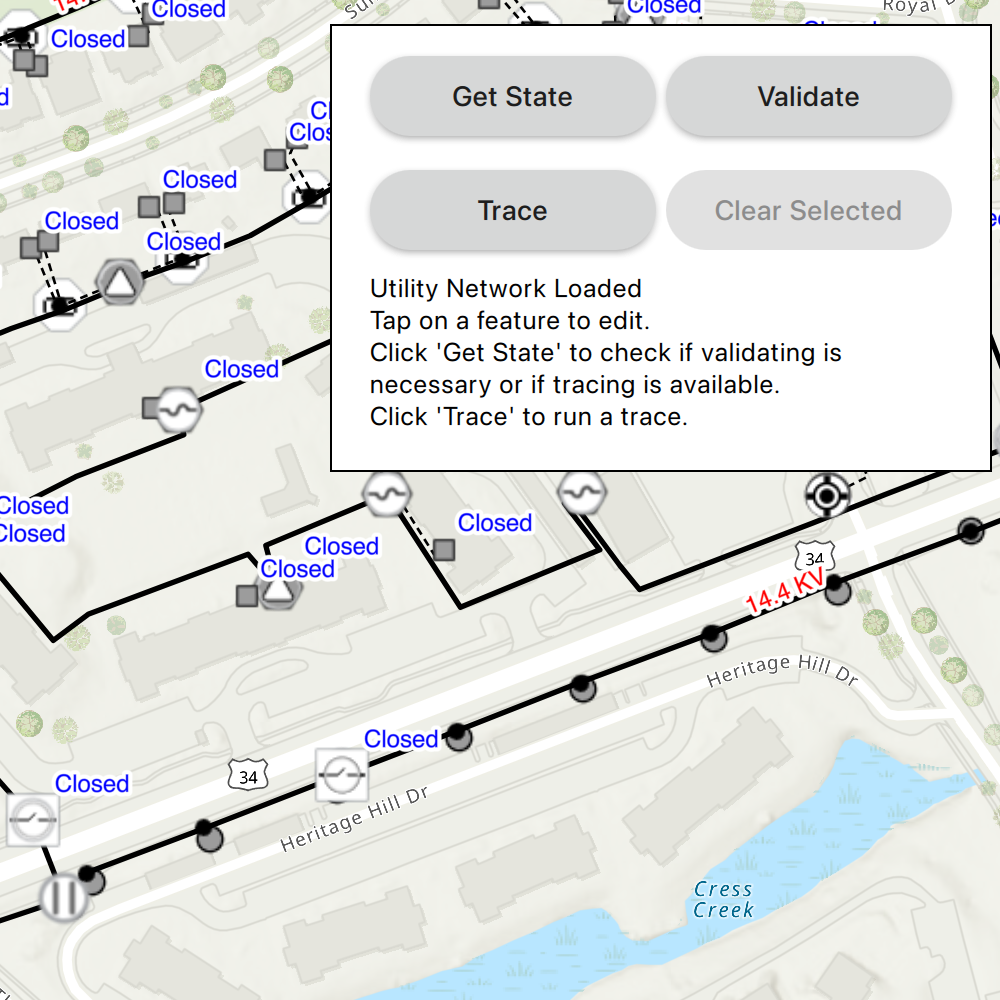 Closed
Closed
Closed
Royal
Get State
Validate
Closed
Closed
Trace
Clear Selected
Closed
Utility Network Loaded
Tap on a feature to edit.
Click 'Get State' to check if validating is
necessary or if tracing is available.
Click 'Trace' to run a trace.
Closed
Closed
Closed
Closed
Closed
Closed
34
14.4 KV
Heritage Hill Dr
Closed
34
Closed
Heritage Hill Dr
Cress
Creek